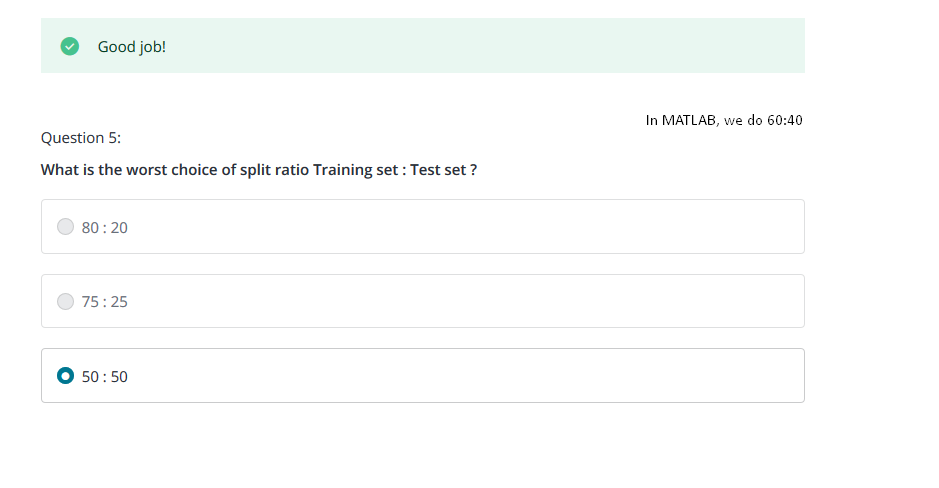 Good job!
In MATLAB, we do 60:40
Question 5:
What is the worst choice of split ratio Training set : Test set ?
80 : 20
75 : 25
50 : 50